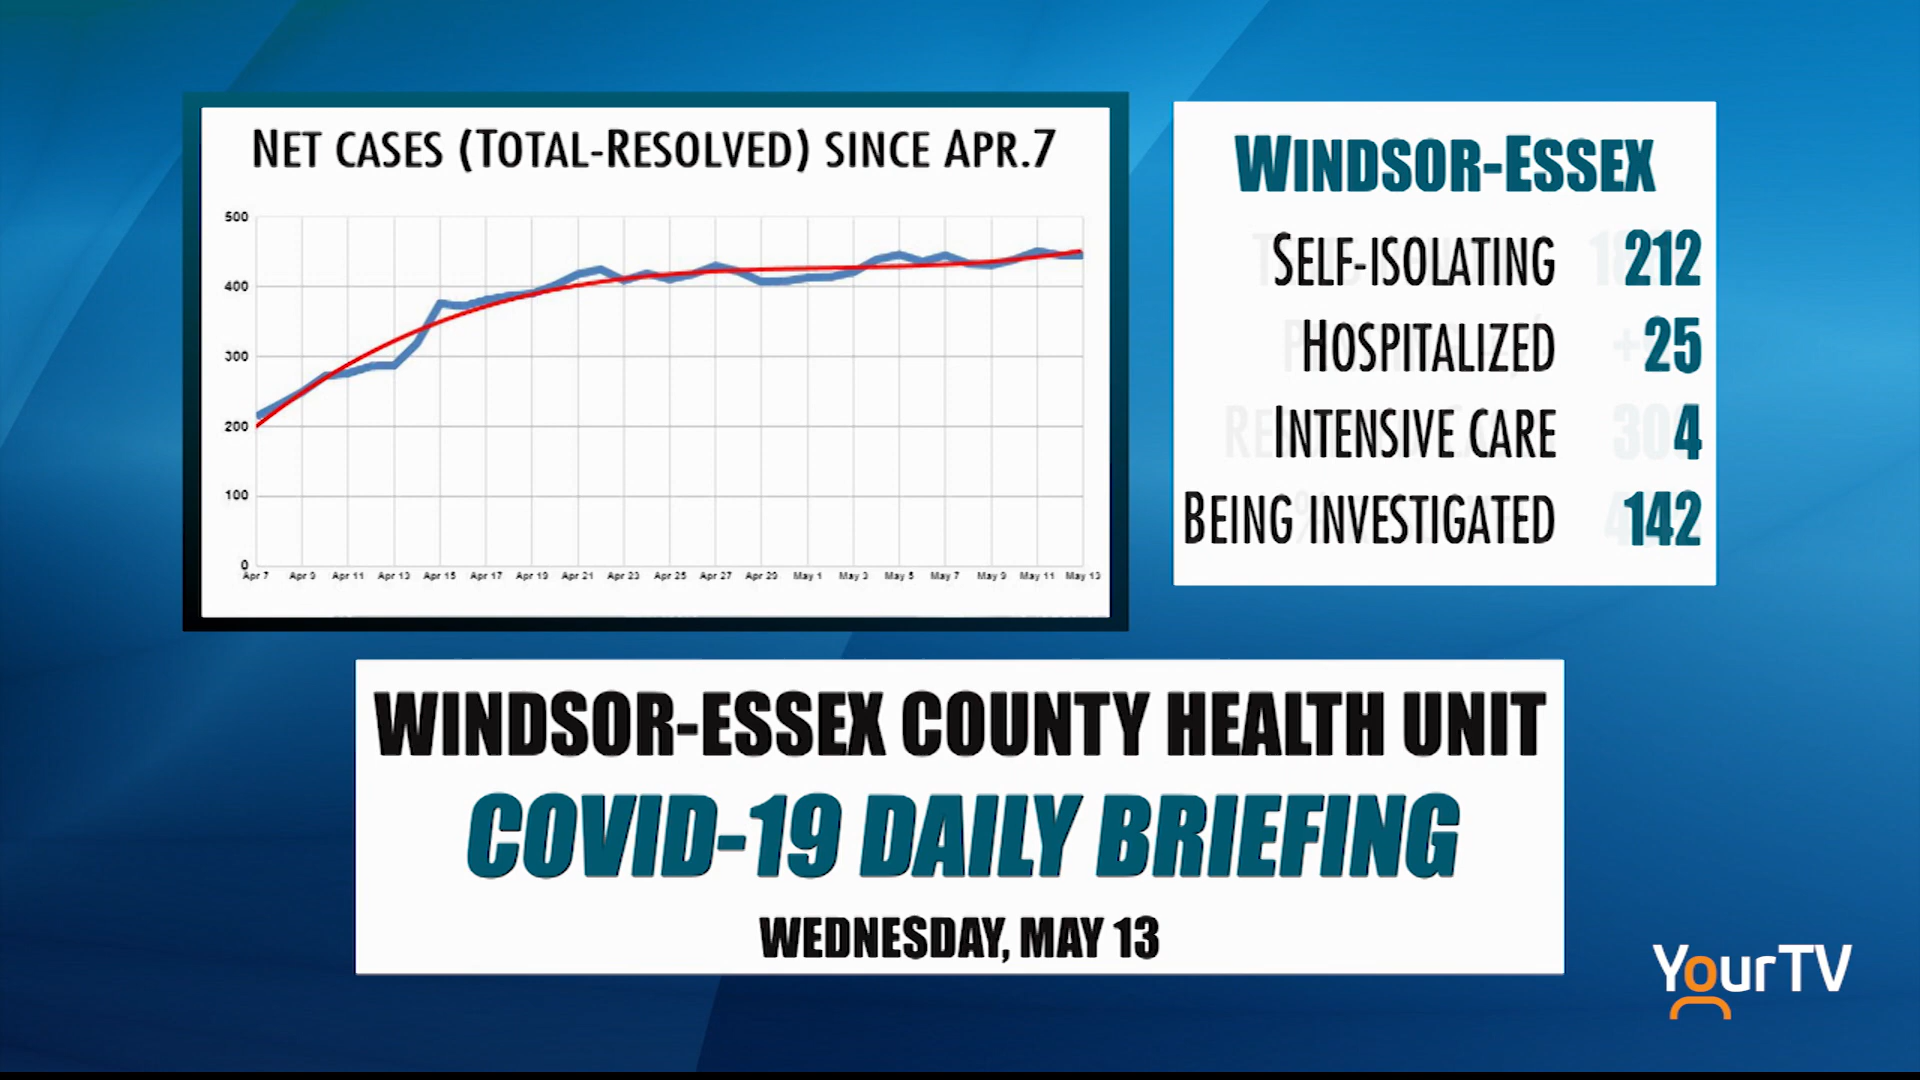 NET CASES (TOTAL-RESOLVED) SINCE APR.7
500
400
300
200
100
0
Apr 7 Apr 9 Apr 11 Apr 13 Apr 15 Apr 17 Apr 19 Apr 21 Apr 23 Apr 25 Apr 27 Apr 29 May 1 May 3 May 5 May 7 May 9 May 11 May 13
WINDSOR-ESSEX
SELF-ISOLATING 212
HOSPITALIZED 25
INTENSIVE CARE 4
BEING INVESTIGATED 142
WINDSOR-ESSEX COUNTY HEALTH UNIT
COVID-19 DAILY BRIEFING
WEDNESDAY, MAY 13
YourTV